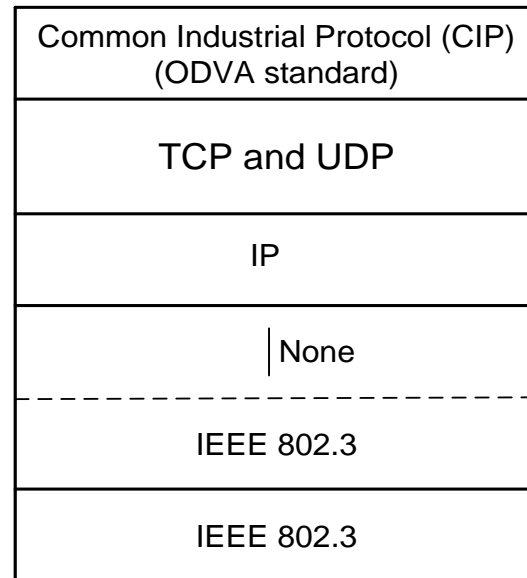 Common Industrial Protocol (CIP)
(ODVA standard)
TCP and UDP
IP
None
IEEE 802.3
IEEE 802.3